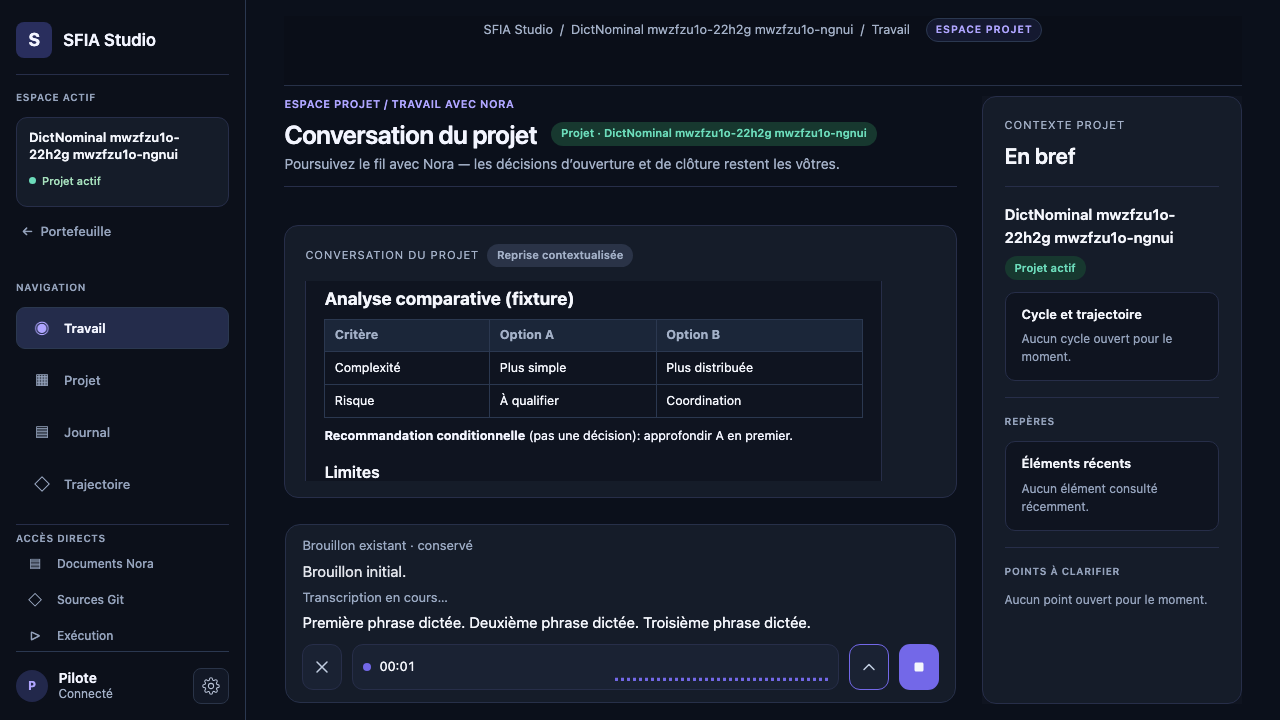 S SFIA Studio
ESPACE ACTIF
DictNominal mwzfzu1o-
22h2g mwzfzu1o-ngnui
Projet actif
← Portefeuille
NAVIGATION
Travail
Projet
Journal
Trajectoire
ACCÈS DIRECTS
Documents Nora
Sources Git
Exécution
P Pilote
Connecté
SFIA Studio / DictNominal mwzfzu1o-22h2g mwzfzu1o-ngnui / Travail ESPACE PROJET
ESPACE PROJET / TRAVAIL AVEC NORA
Conversation du projet Projet · DictNominal mwzfzu1o-22h2g mwzfzu1o-ngnui
Poursuivez le fil avec Nora — les décisions d’ouverture et de clôture restent les vôtres.
CONVERSATION DU PROJET Reprise contextualisée
Analyse comparative (fixture)
Critère Option A Option B
Complexité Plus simple Plus distribuée
Risque À qualifier Coordination
Recommandation conditionnelle (pas une décision): approfondir A en premier.
Limites
Brouillon existant · conservé
Brouillon initial.
Transcription en cours...
Première phrase dictée. Deuxième phrase dictée. Troisième phrase dictée.
00:01
CONTEXTE PROJET
En bref
DictNominal mwzfzu1o-
22h2g mwzfzu1o-ngnui
Projet actif
Cycle et trajectoire
Aucun cycle ouvert pour le
moment.
REPÈRES
Éléments récents
Aucun élément consulté
récemment.
POINTS À CLARIFIER
Aucun point ouvert pour le moment.